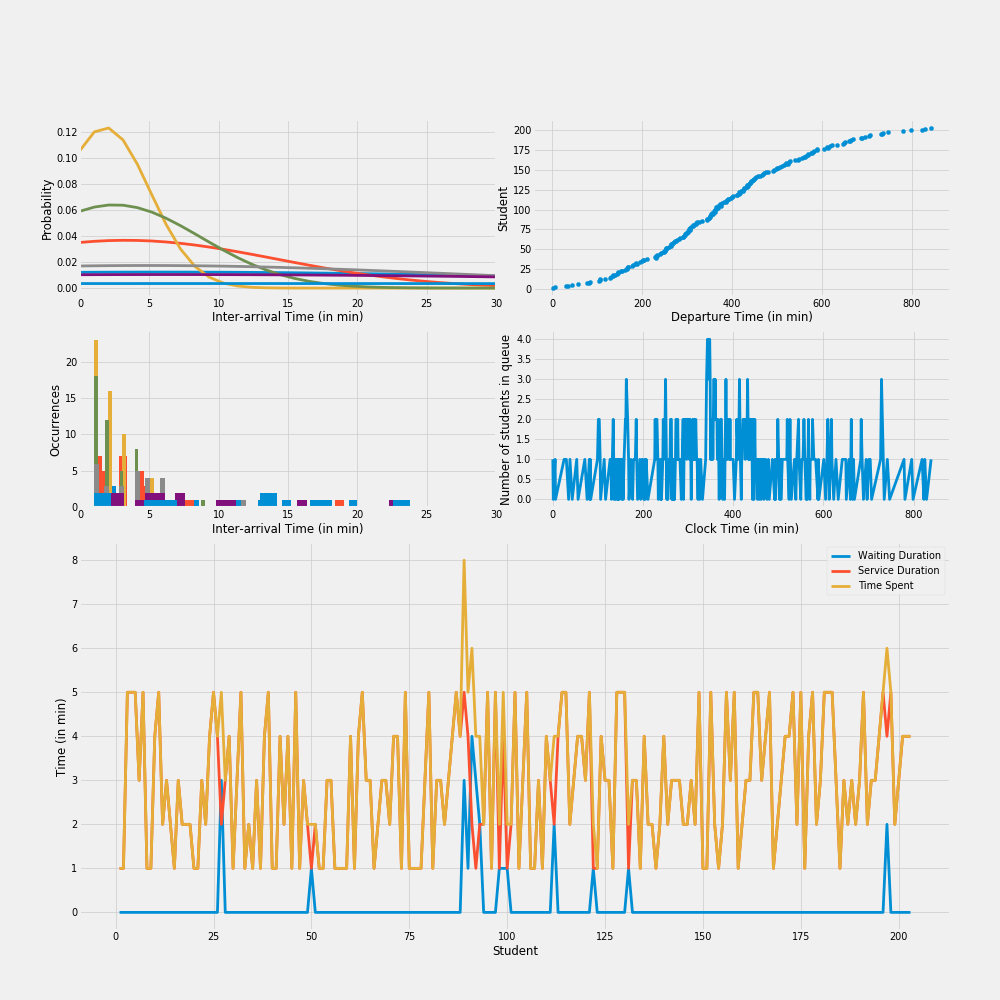 0.12
0.10
0.08
0.06
0.04
0.02
0.00
Probability
0 5 10 15 20 25 30
Inter-arrival Time (in min)
200
175
150
125
100
75
50
25
0
Student
0 200 400 600 800
Departure Time (in min)
20
15
10
5
0
Occurrences
0 5 10 15 20 25 30
Inter-arrival Time (in min)
4.0
3.5
3.0
2.5
2.0
1.5
1.0
0.5
0.0
Number of students in queue
0 200 400 600 800
Clock Time (in min)
Waiting Duration
Service Duration
Time Spent
8
7
6
5
4
3
2
1
0
Time (in min)
0 25 50 75 100 125 150 175 200
Student